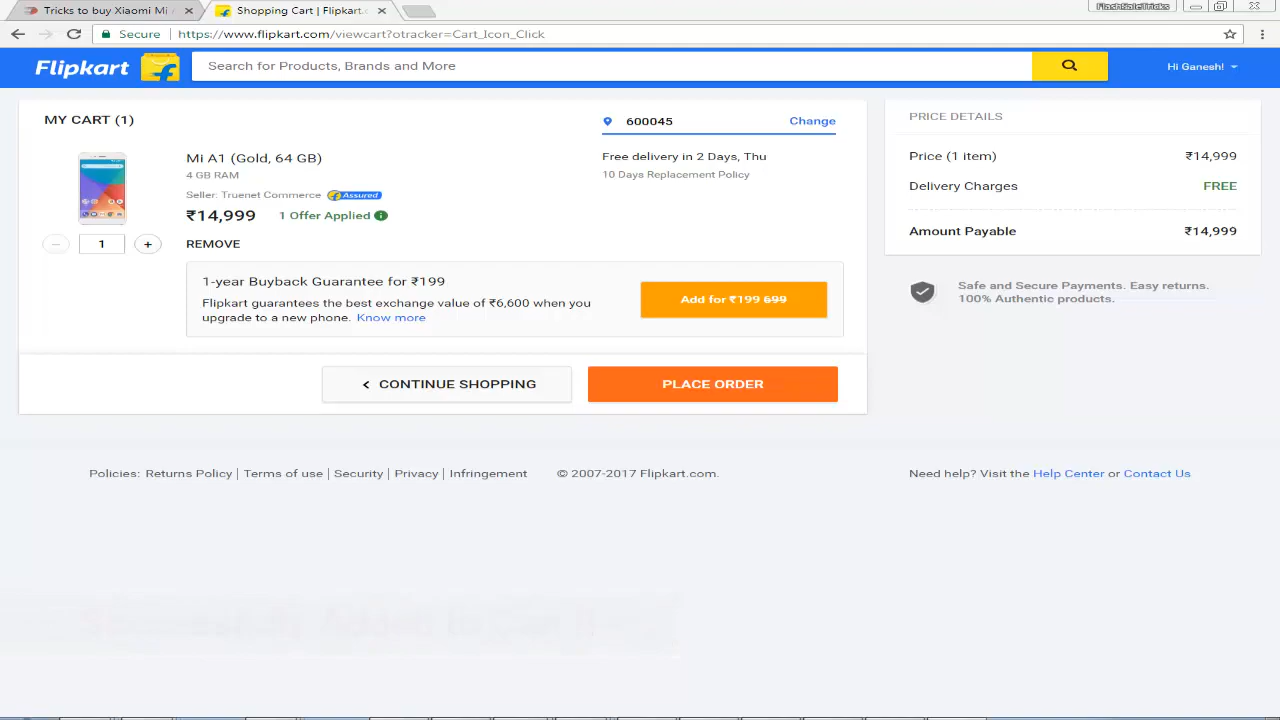 Tricks to buy Xiaomi Mi
Shopping Cart | Flipkart.
FlashSaleTricks
Secure | https://www.flipkart.com/viewcart?otracker=Cart_Icon_Click
Flipkart
Search for Products, Brands and More
Hi Ganesh!
MY CART (1)
600045
Change
Mi A1 (Gold, 64 GB)
4 GB RAM
Seller: Truenet Commerce
Assured
₹14,999
1 Offer Applied
Free delivery in 2 Days, Thu
10 Days Replacement Policy
1
REMOVE
1-year Buyback Guarantee for ₹199
Flipkart guarantees the best exchange value of ₹6,600 when you
upgrade to a new phone. Know more
Add for ₹199 699
CONTINUE SHOPPING
PLACE ORDER
PRICE DETAILS
Price (1 item) ₹14,999
Delivery Charges FREE
Amount Payable ₹14,999
Safe and Secure Payments. Easy returns.
100% Authentic products.
Policies: Returns Policy | Terms of use | Security | Privacy | Infringement © 2007-2017 Flipkart.com.
Need help? Visit the Help Center or Contact Us